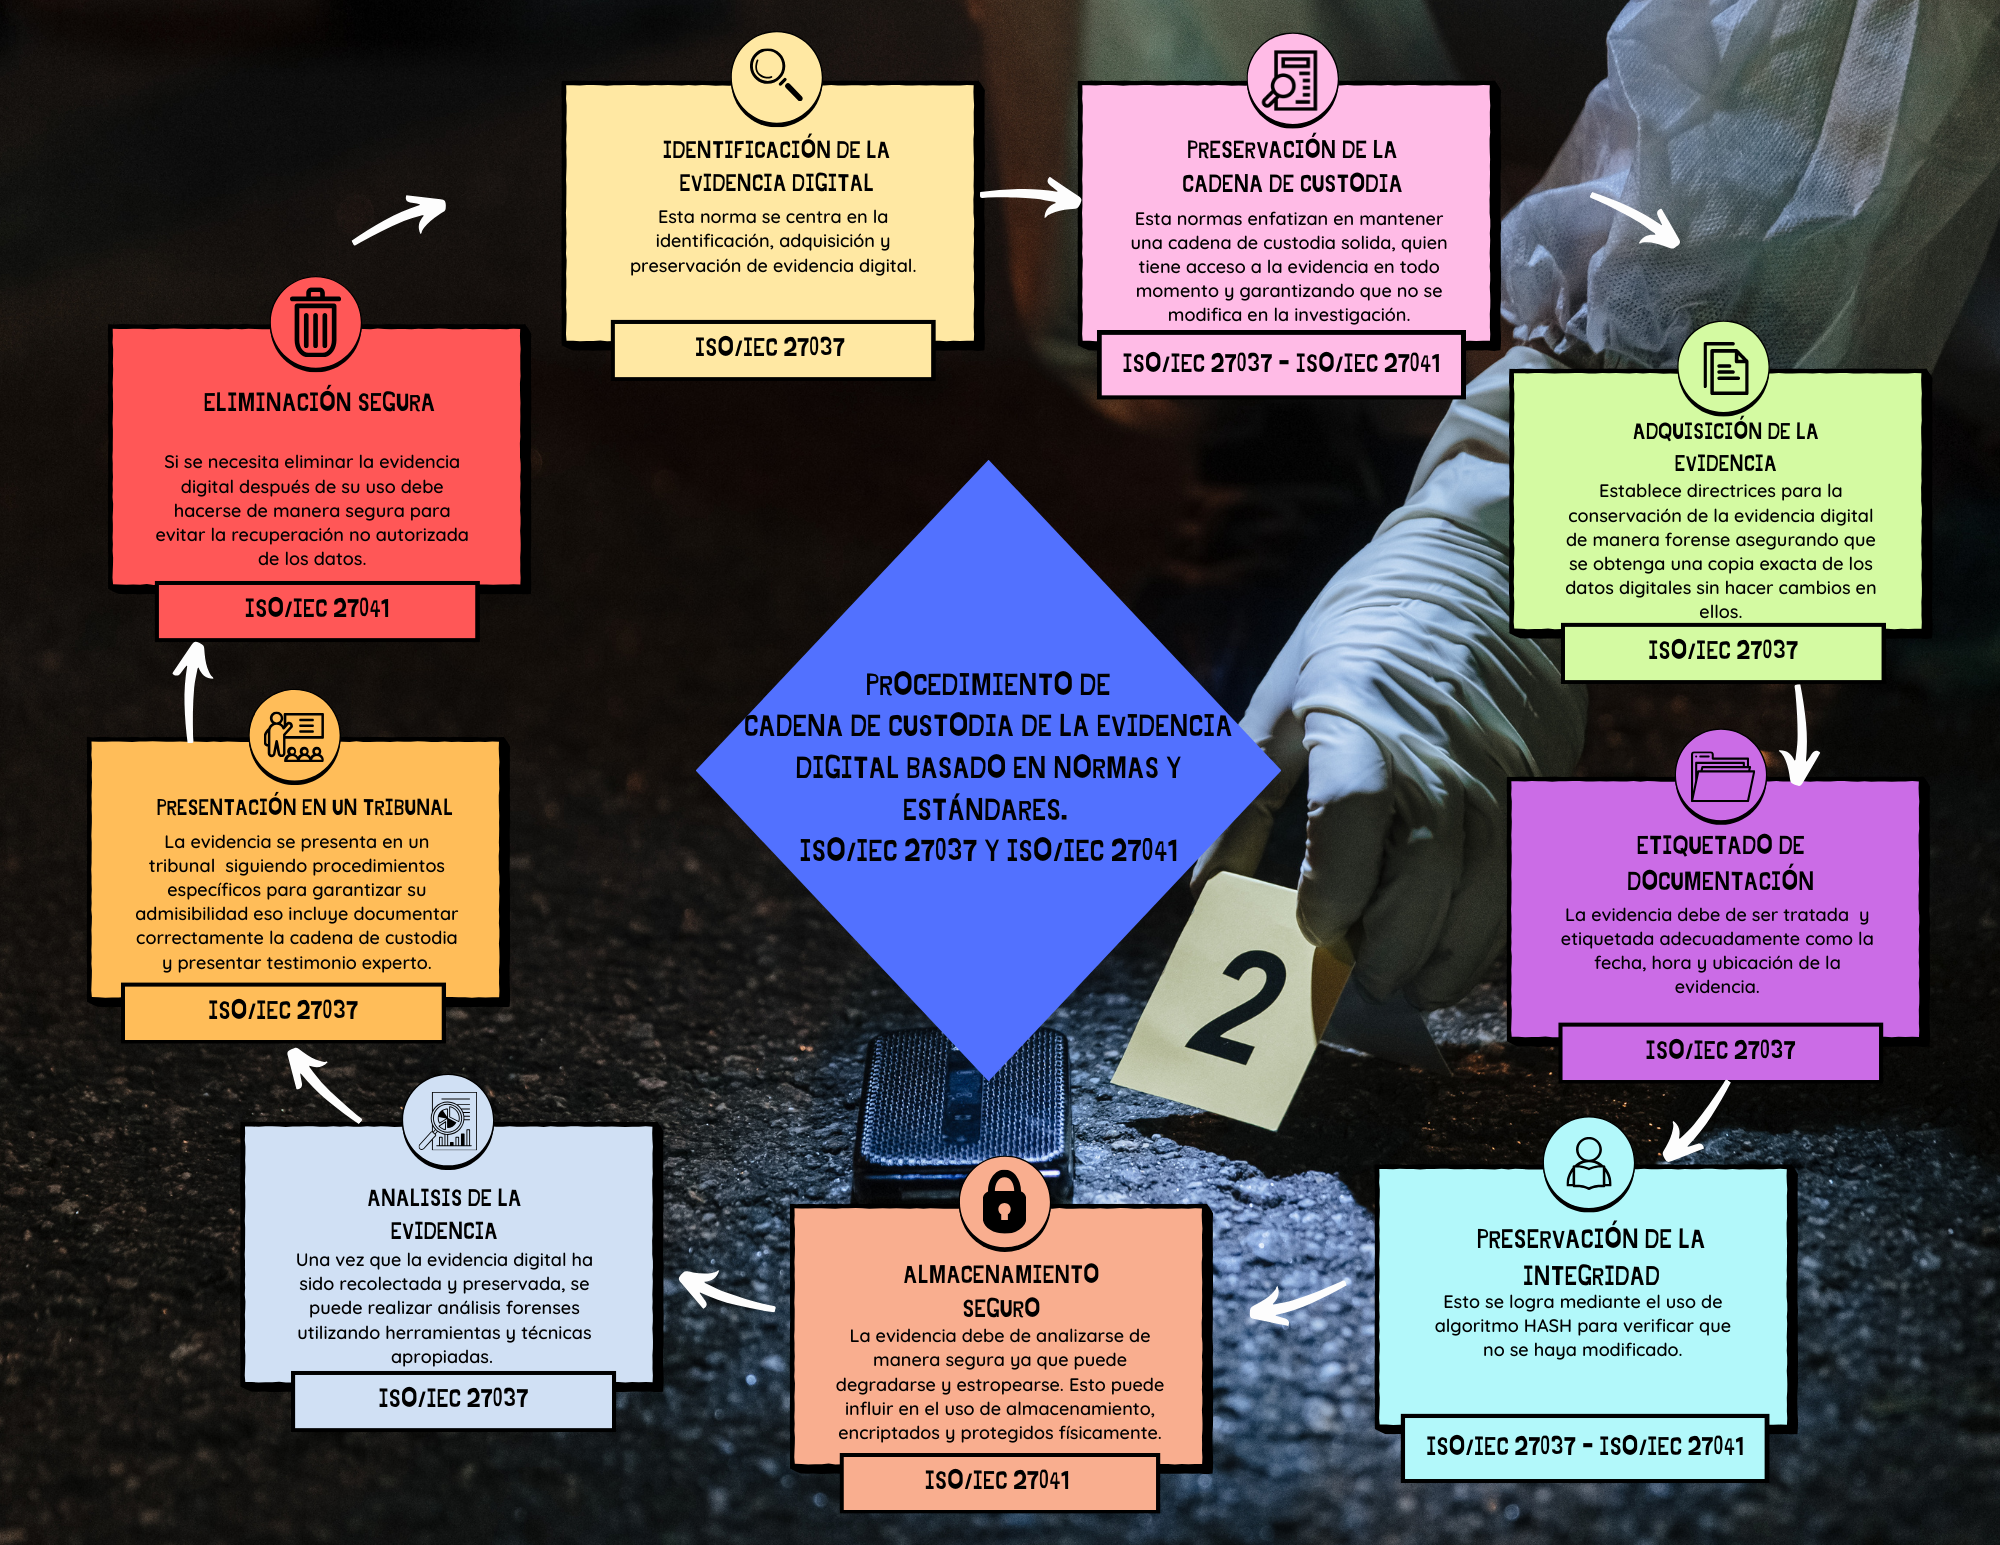 IDENTIFICACIÓN DE LA
EVIDENCIA DIGITAL
Esta norma se centra en la
identificación, adquisición y
preservación de evidencia digital.
ISO/IEC 27037
PRESERVACIÓN DE LA
CADENA DE CUSTODIA
Esta normas enfatizan en mantener
una cadena de custodia solida, quien
tiene acceso a la evidencia en todo
momento y garantizando que no se
modifica en la investigación.
ISO/IEC 27037 - ISO/IEC 27041
ADQUISICIÓN DE LA
EVIDENCIA
Establece directrices para la
conservación de la evidencia digital
de manera forense asegurando que
se obtenga una copia exacta de los
datos digitales sin hacer cambios en
ellos.
ISO/IEC 27037
ETIQUETADO DE
DOCUMENTACIÓN
La evidencia debe de ser tratada  y
etiquetada adecuadamente como la
fecha, hora y ubicación de la
evidencia.
ISO/IEC 27037
PRESERVACIÓN DE LA
INTEGRIDAD
Esto se logra mediante el uso de
algoritmo HASH para verificar que
no se haya modificado.
ISO/IEC 27037 - ISO/IEC 27041
ALMACENAMIENTO
SEGURO
La evidencia debe de analizarse de
manera segura ya que puede
degradarse y estropearse. Esto puede
influir en el uso de almacenamiento,
encriptados y protegidos físicamente.
ISO/IEC 27041
ANALISIS DE LA
EVIDENCIA
Una vez que la evidencia digital ha
sido recolectada y preservada, se
puede realizar análisis forenses
utilizando herramientas y técnicas
apropiadas.
ISO/IEC 27037
PRESENTACIÓN EN UN TRIBUNAL
La evidencia se presenta en un
tribunal  siguiendo procedimientos
específicos para garantizar su
admisibilidad eso incluye documentar
correctamente la cadena de custodia
y presentar testimonio experto.
ISO/IEC 27037
ELIMINACIÓN SEGURA
Si se necesita eliminar la evidencia
digital después de su uso debe
hacerse de manera segura para
evitar la recuperación no autorizada
de los datos.
ISO/IEC 27041
PROCEDIMIENTO DE
CADENA DE CUSTODIA DE LA EVIDENCIA
DIGITAL BASADO EN NORMAS Y
ESTÁNDARES.
ISO/IEC 27037 Y ISO/IEC 27041
2